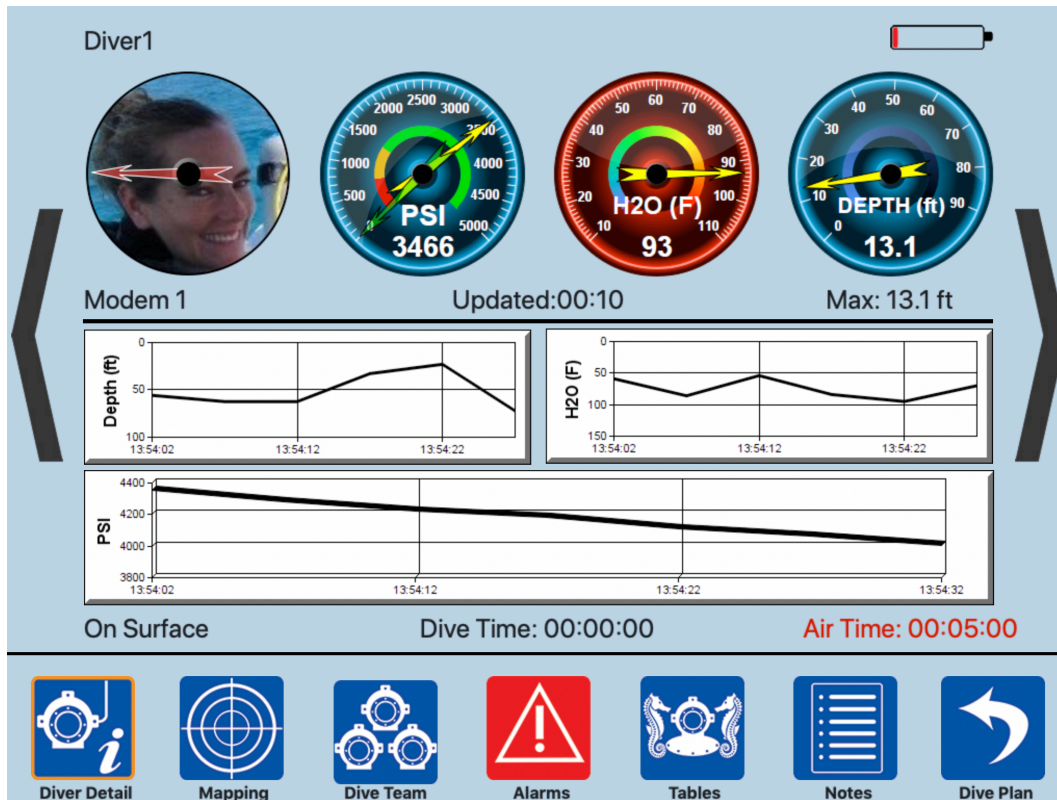 Diver1
0
500
1000
1500
2000
2500
3000
3500
4000
4500
5000
PSI
3466
10
20
30
40
50
60
70
80
90
100
110
H2O (F)
93
0
10
20
30
40
50
60
70
80
90
DEPTH (ft)
13.1
Modem 1
Updated:00:10
Max: 13.1 ft
Depth (ft)
0
50
100
13:54:02
13:54:12
13:54:22
H2O (F)
0
50
100
150
13:54:02
13:54:12
13:54:22
PSI
4400
4200
4000
3800
13:54:02
13:54:12
13:54:22
13:54:32
On Surface
Dive Time: 00:00:00
Air Time: 00:05:00
i
Diver Detail
Mapping
Dive Team
Alarms
Tables
Notes
Dive Plan